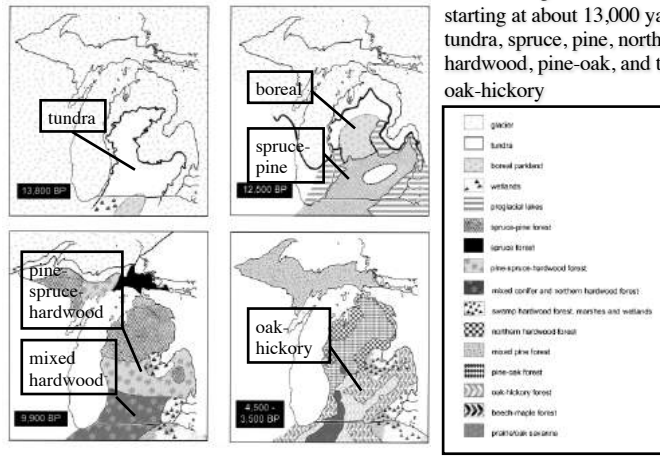 starting at about 13,000 ya
tundra, spruce, pine, north
hardwood, pine-oak, and t
oak-hickory
tundra
13,800 BP
boreal
spruce-
pine
12,500 BP
pine-
spruce-
hardwood
mixed
hardwood
9,900 BP
oak-
hickory
4,500 -
3,500 BP
glacier
tundra
boreal parkland
wetlands
proglacial lakes
spruce-pine forest
spruce forest
pine-spruce-hardwood forest
mixed conifer and northern hardwood forest
swamp hardwood forest, marshes and wetlands
northern hardwood forest
mixed pine forest
pine-oak forest
oak-hickory forest
beech-maple forest
prairie/oak savanna